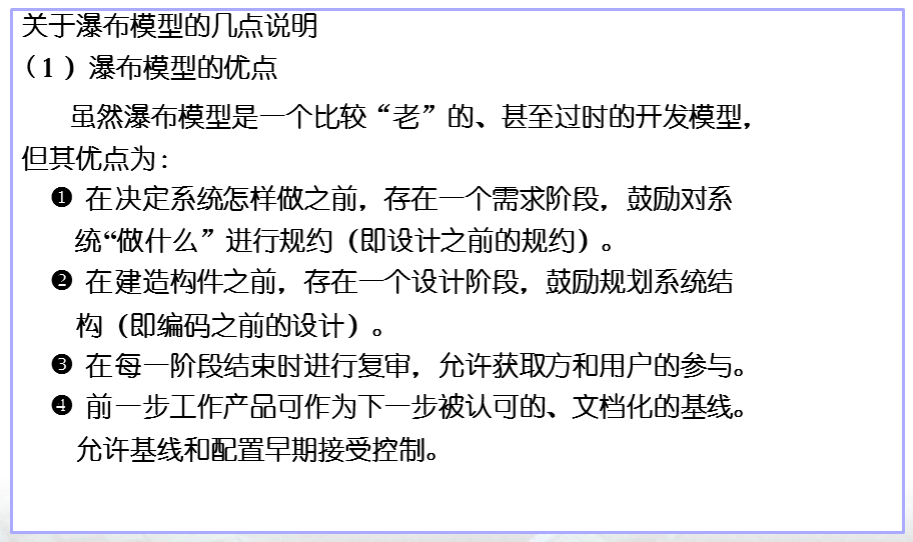 关于瀑布模型的几点说明
（1 ）瀑布模型的优点
虽然瀑布模型是一个比较“老”的、甚至过时的开发模型，
但其优点为：
❶ 在决定系统怎样做之前，存在一个需求阶段，鼓励对系
统“做什么”进行规约（即设计之前的规约）。
❷ 在建造构件之前，存在一个设计阶段，鼓励规划系统结
构（即编码之前的设计）。
❸ 在每一阶段结束时进行复审，允许获取方和用户的参与。
❹ 前一步工作产品可作为下一步被认可的、文档化的基线。
允许基线和配置早期接受控制。